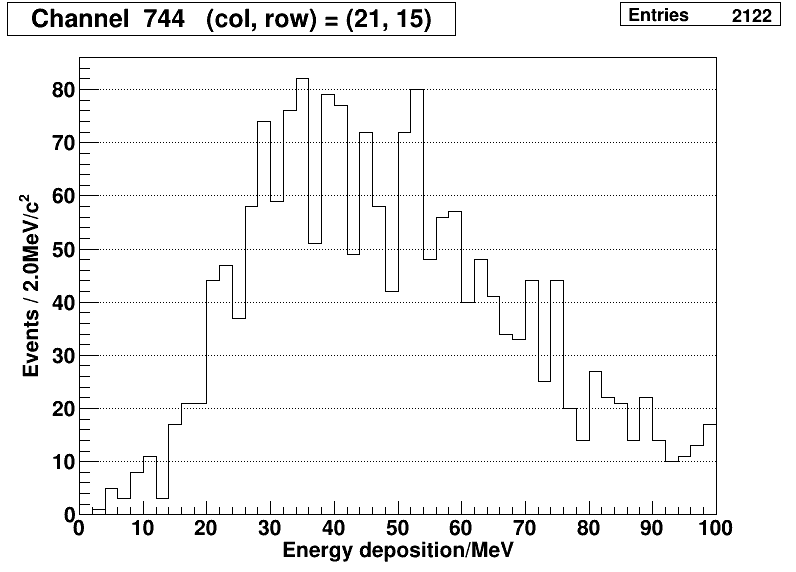 Channel 744 (col, row) = (21, 15)
Entries 2122
80
70
60
50
40
30
20
10
0
Events / 2.0MeV/c²
0 10 20 30 40 50 60 70 80 90 100
Energy deposition/MeV